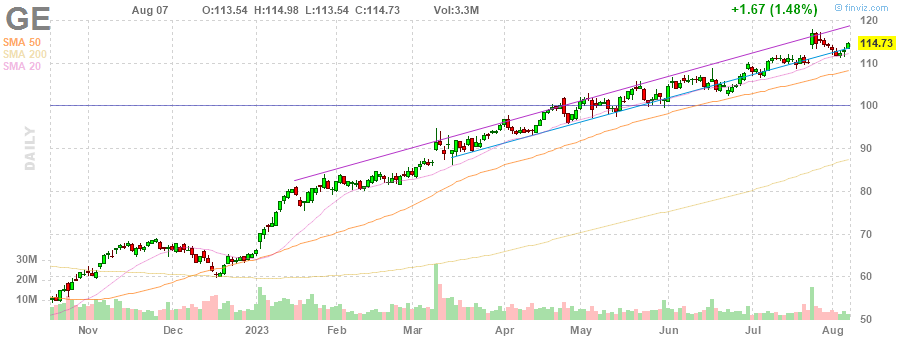 © finviz.com
GE
Aug 07 O:113.54 H:114.98 L:113.54 C:114.73 Vol:3.3M +1.67 (1.48%)
SMA 50
SMA 200
SMA 20
DAILY
120
114.73
110
100
90
80
70
60
50
30M
20M
10M
Nov Dec 2023 Feb Mar Apr May Jun Jul Aug